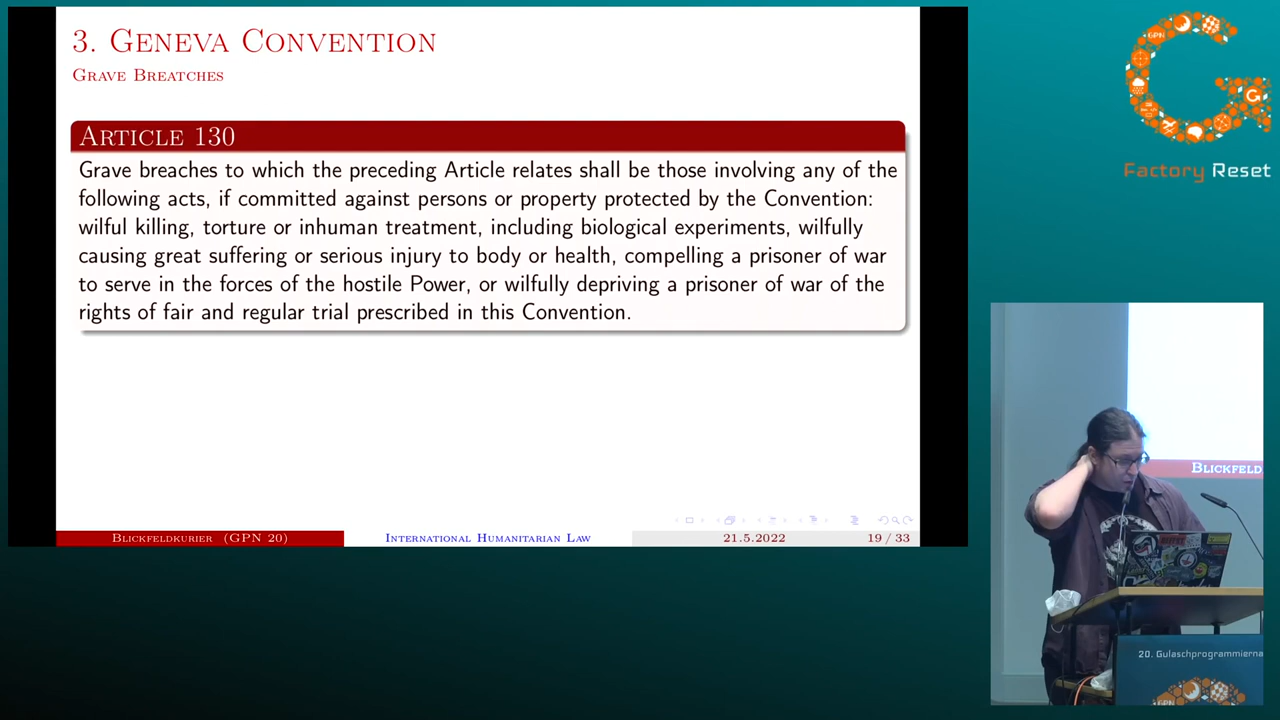 3. Geneva Convention
Grave Breatches
Article 130
Grave breaches to which the preceding Article relates shall be those involving any of the
following acts, if committed against persons or property protected by the Convention:
wilful killing, torture or inhuman treatment, including biological experiments, wilfully
causing great suffering or serious injury to body or health, compelling a prisoner of war
to serve in the forces of the hostile Power, or wilfully depriving a prisoner of war of the
rights of fair and regular trial prescribed in this Convention.
Blickfeldkurier (GPN 20)
International Humanitarian Law
21.5.2022
19 / 33
GPN
G
Factory Reset
Blickfeld
20. Gulaschprogrammierna